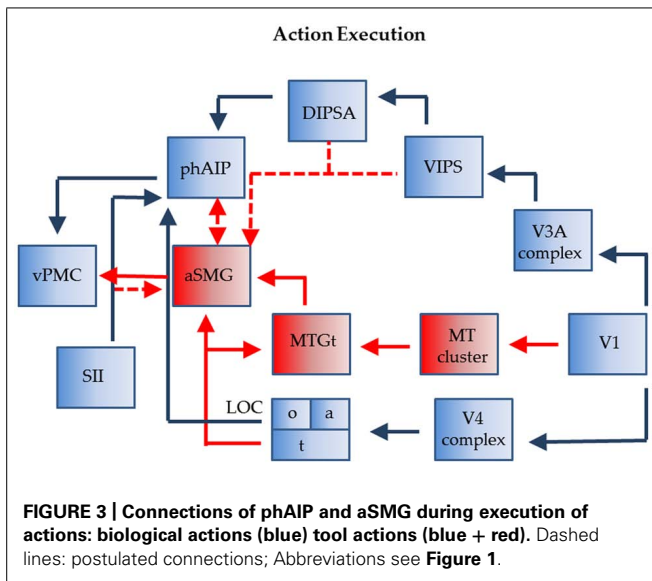 Action Execution
DIPSA
phAIP
VIPS
V3A
complex
vPMC
aSMG
MTGt
MT
cluster
V1
SII
LOC
o
a
t
V4
complex
FIGURE 3 | Connections of phAIP and aSMG during execution of
actions: biological actions (blue) tool actions (blue + red). Dashed
lines: postulated connections; Abbreviations see Figure 1.